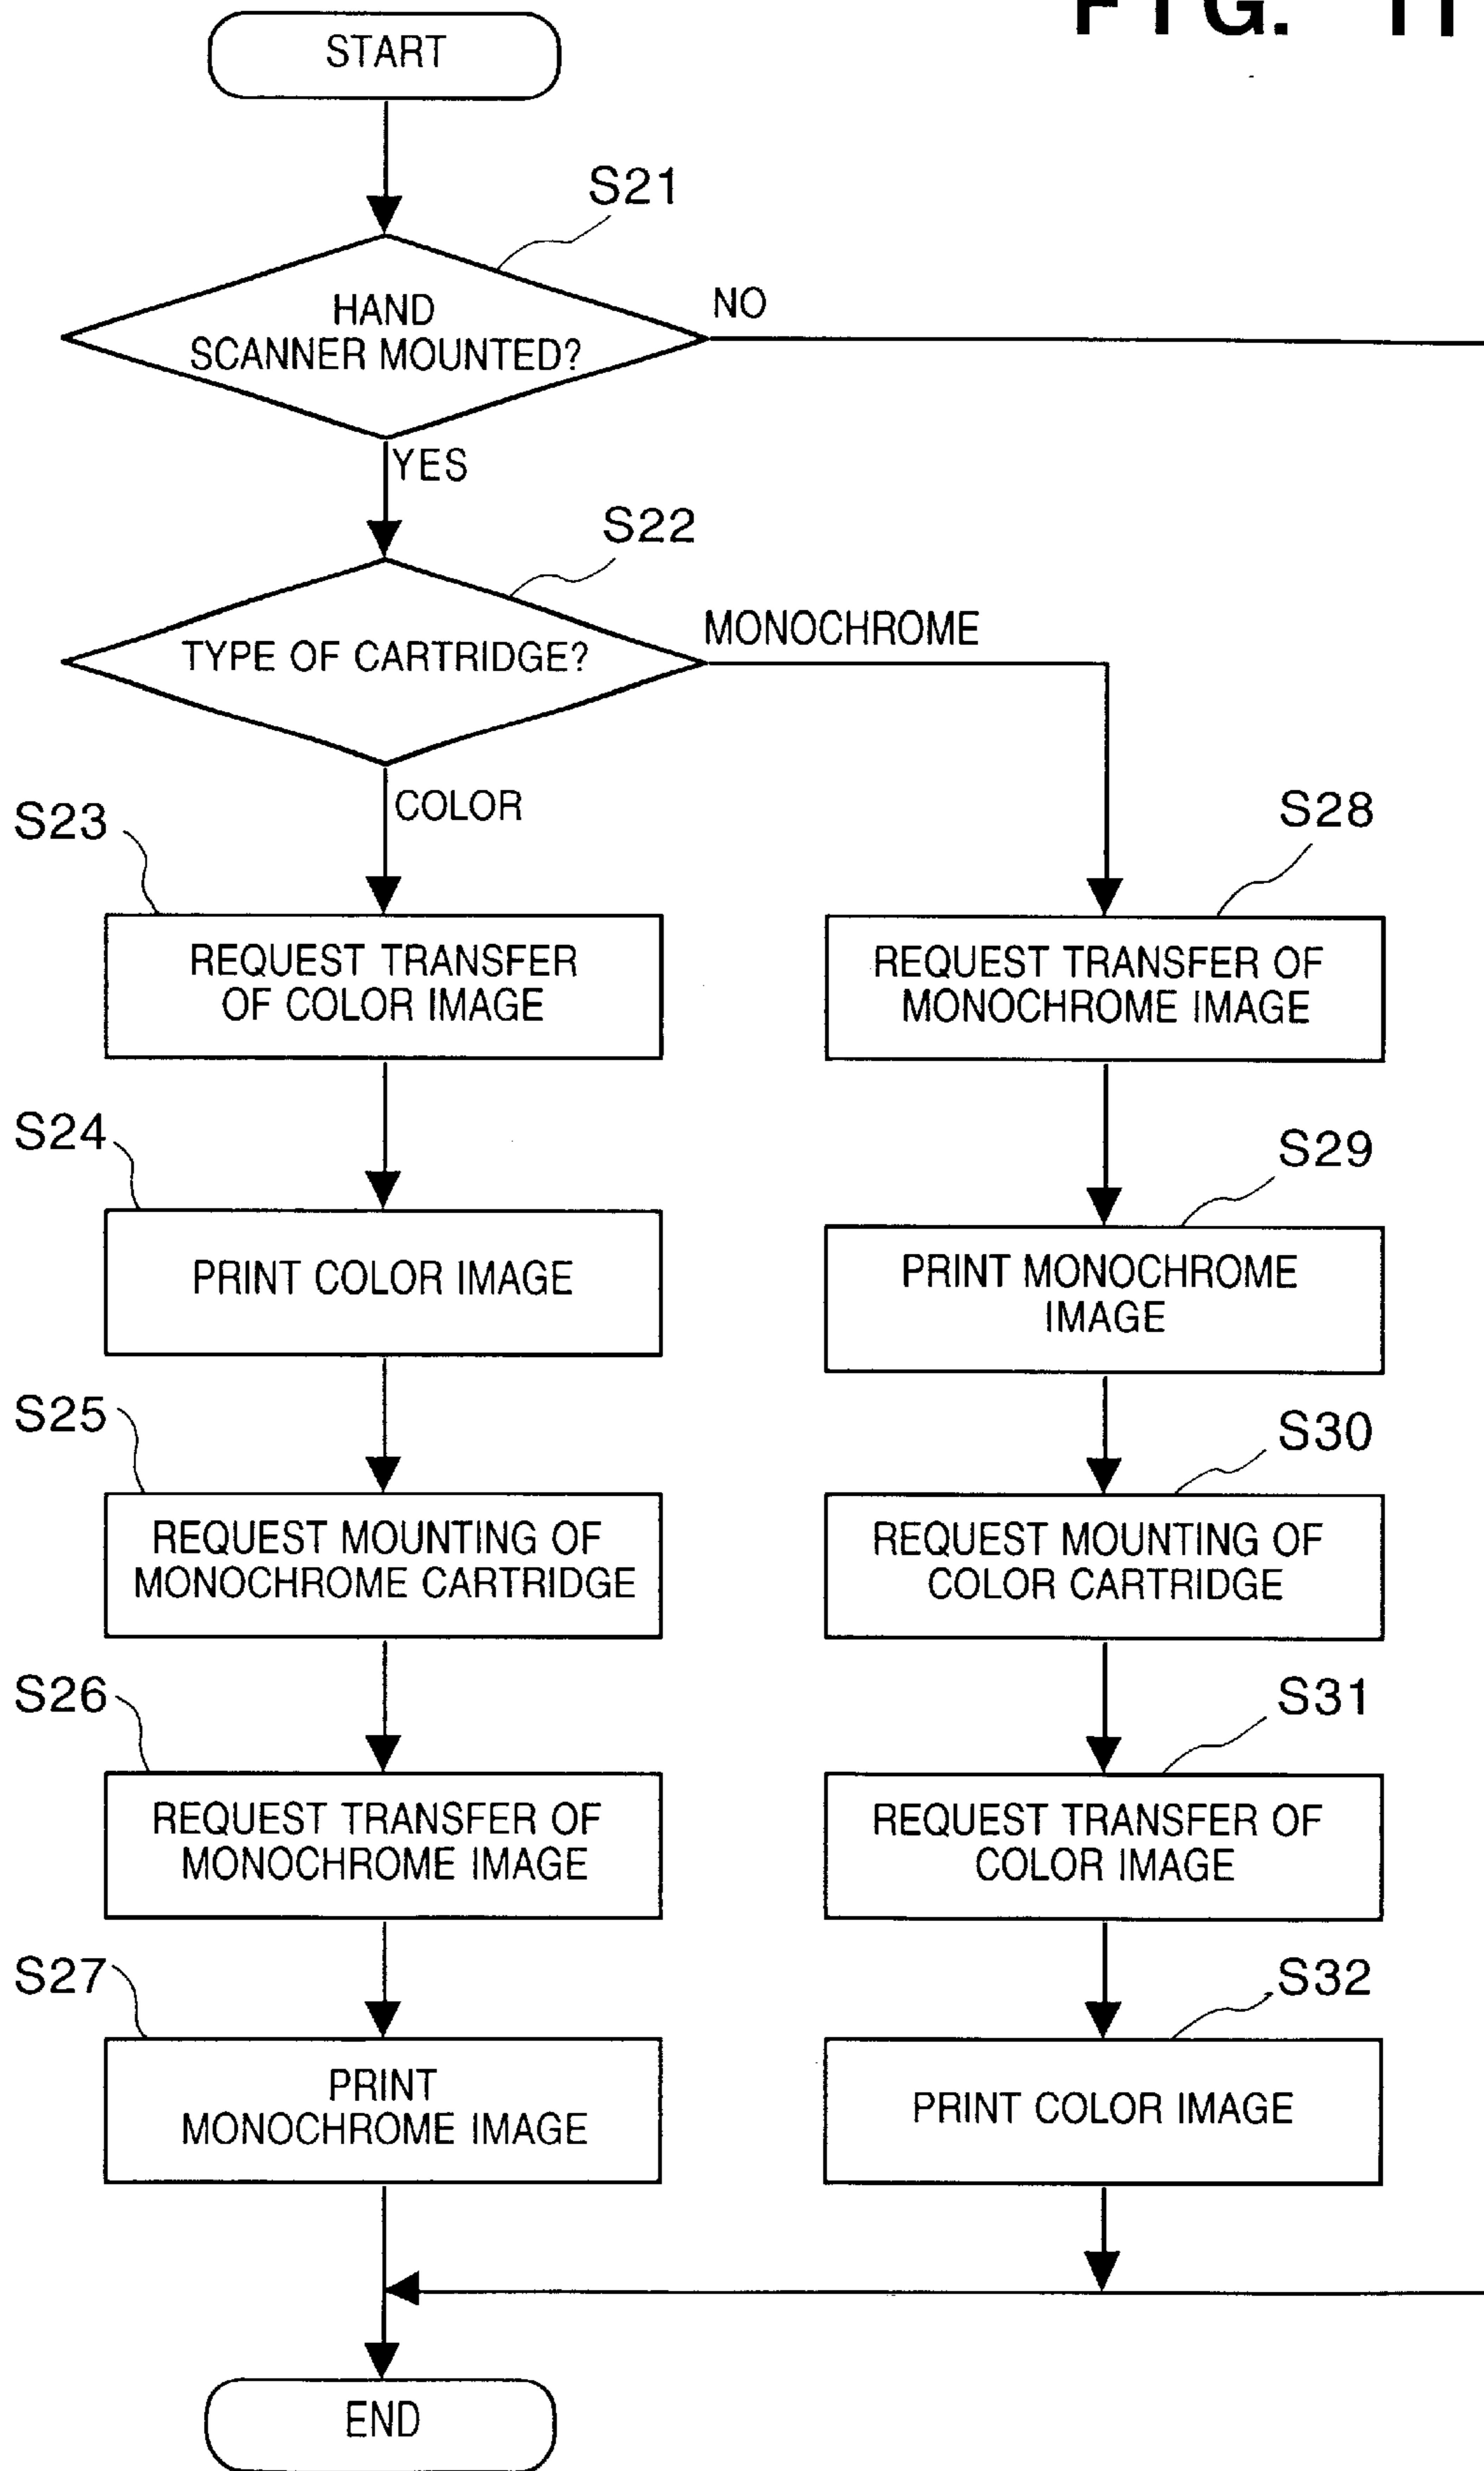 FIG. 11
START
S21
HAND
SCANNER MOUNTED?
NO
YES
S22
TYPE OF CARTRIDGE?
MONOCHROME
COLOR
S23
REQUEST TRANSFER
OF COLOR IMAGE
S24
PRINT COLOR IMAGE
S25
REQUEST MOUNTING OF
MONOCHROME CARTRIDGE
S26
REQUEST TRANSFER OF
MONOCHROME IMAGE
S27
PRINT
MONOCHROME IMAGE
S28
REQUEST TRANSFER OF
MONOCHROME IMAGE
S29
PRINT MONOCHROME
IMAGE
S30
REQUEST MOUNTING OF
COLOR CARTRIDGE
S31
REQUEST TRANSFER OF
COLOR IMAGE
S32
PRINT COLOR IMAGE
END